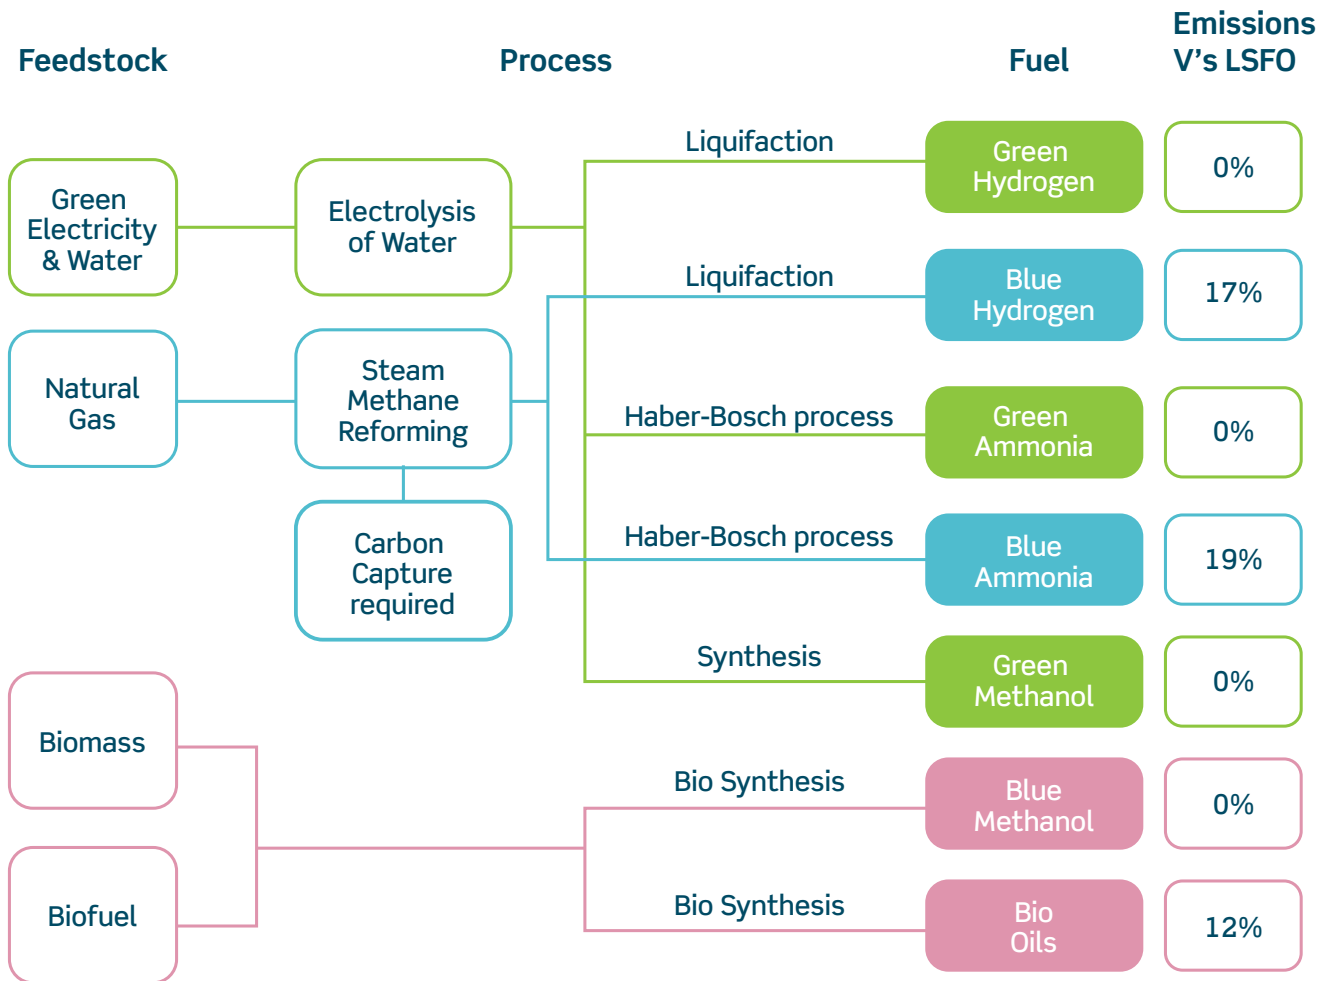 Feedstock
Process
Fuel
Emissions
V's LSFO
Green
Electricity
& Water
Electrolysis
of Water
Liquifaction
Green
Hydrogen
0%
Liquifaction
Blue
Hydrogen
17%
Natural
Gas
Steam
Methane
Reforming
Haber-Bosch process
Green
Ammonia
0%
Carbon
Capture
required
Haber-Bosch process
Blue
Ammonia
19%
Synthesis
Green
Methanol
0%
Biomass
Bio Synthesis
Blue
Methanol
0%
Biofuel
Bio Synthesis
Bio
Oils
12%